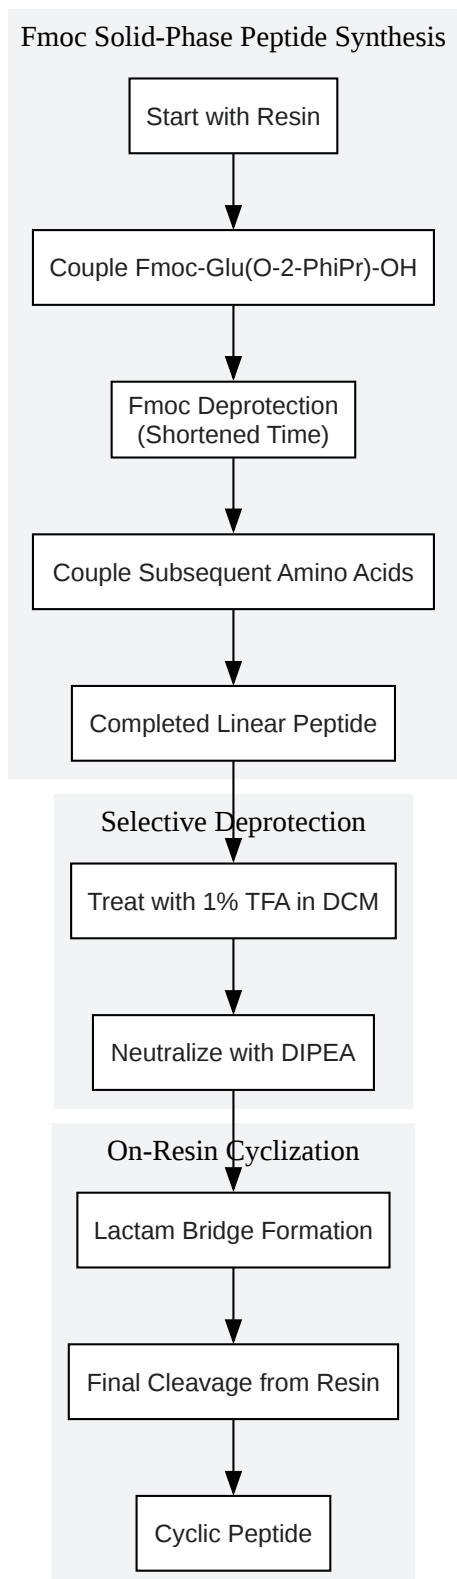 Fmoc Solid-Phase Peptide Synthesis
Start with Resin
Couple Fmoc-Glu(O-2-PhiPr)-OH
Fmoc Deprotection
(Shortened Time)
Couple Subsequent Amino Acids
Completed Linear Peptide
Selective Deprotection
Treat with 1% TFA in DCM
Neutralize with DIPEA
On-Resin Cyclization
Lactam Bridge Formation
Final Cleavage from Resin
Cyclic Peptide